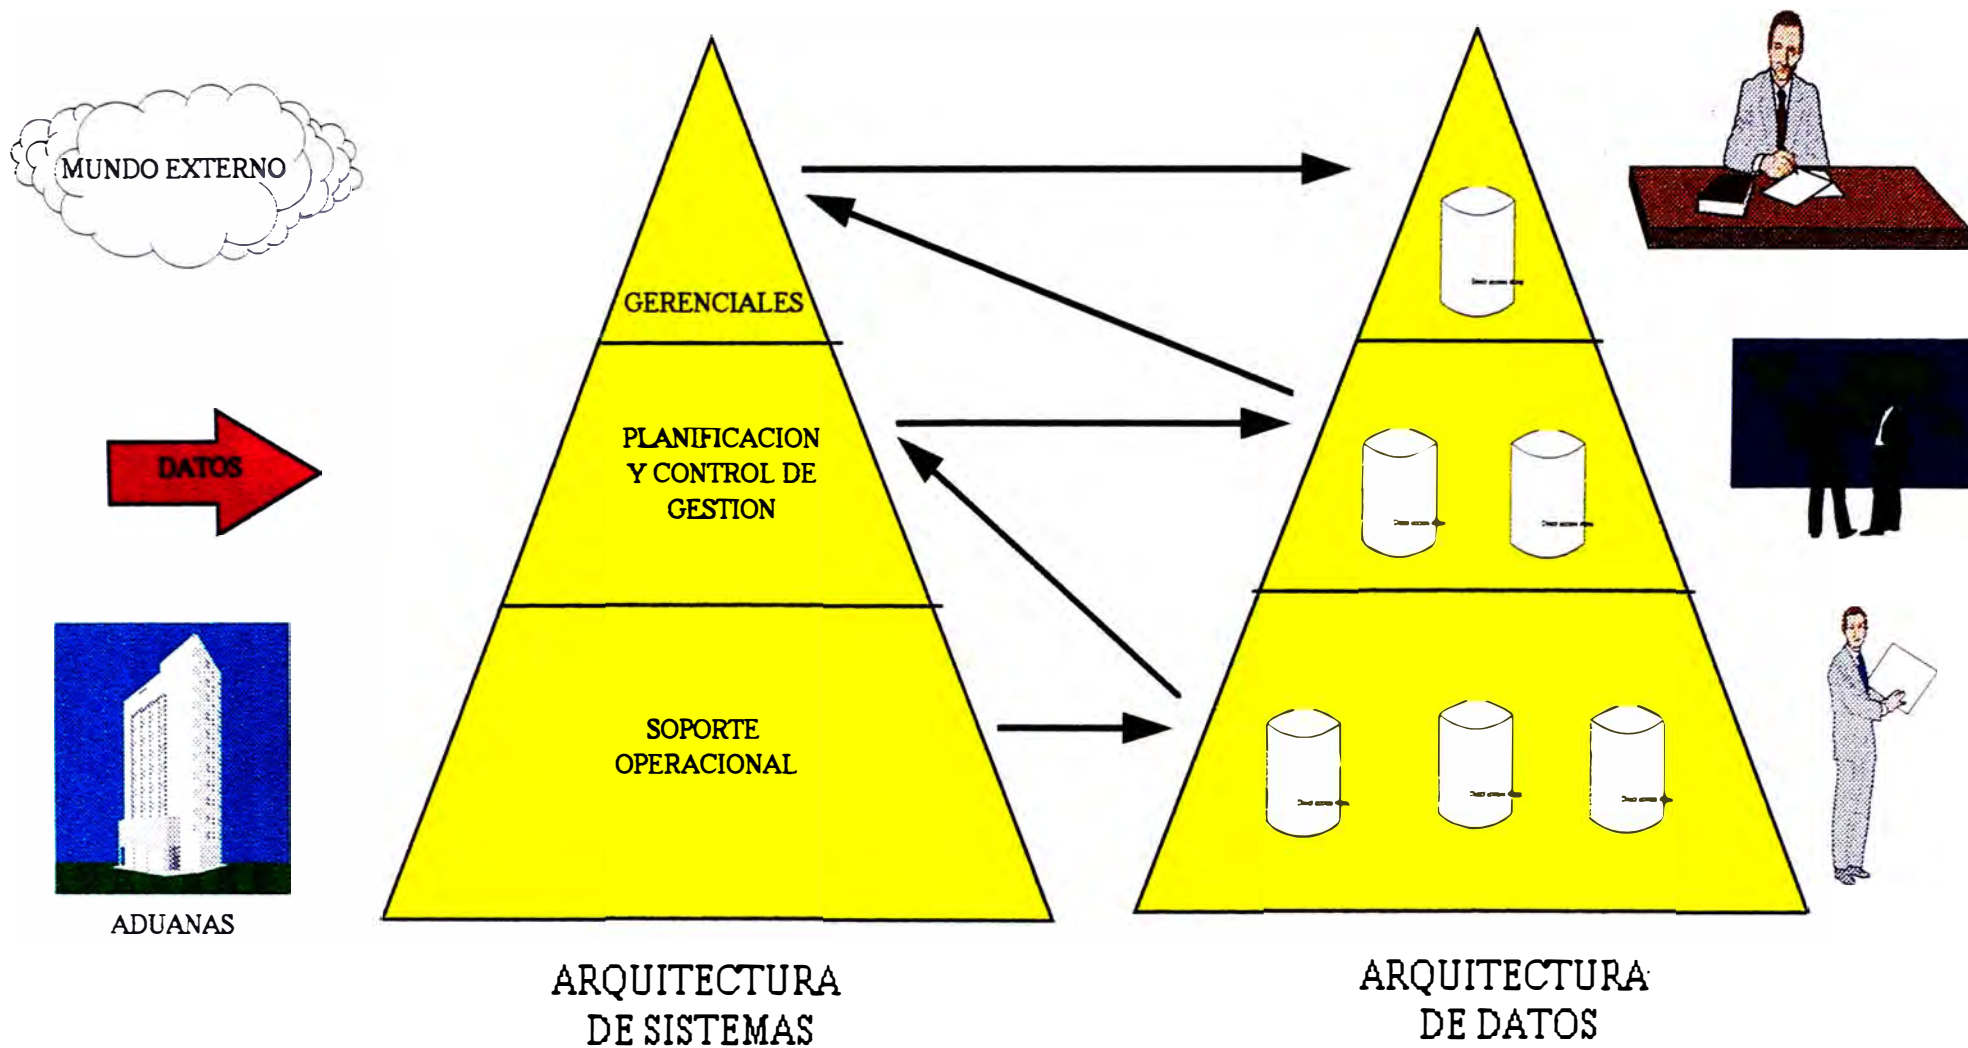 MUNDO EXTERNO
DATOS
ADUANAS
GERENCIALES
PLANIFICACION
Y CONTROL DE
GESTION
SOPORTE
OPERACIONAL
ARQUITECTURA
DE SISTEMAS
ARQUITECTURA
DE DATOS